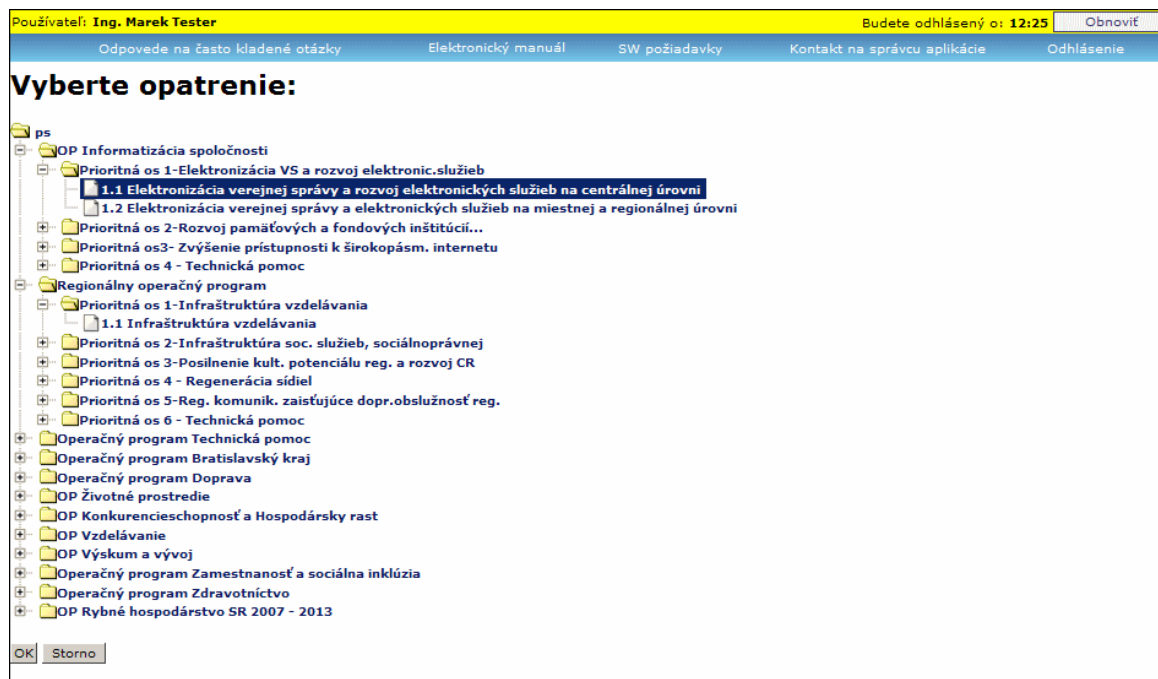 Používateľ: Ing. Marek Tester Budete odhlásený o: 12:25 Obnoviť
Odpovede na často kladené otázky Elektronický manuál SW požiadavky Kontakt na správcu aplikácie Odhlásenie
Vyberte opatrenie:
ps
OP Informatizácia spoločnosti
Prioritná os 1-Elektronizácia VS a rozvoj elektronic.služieb
1.1 Elektronizácia verejnej správy a rozvoj elektronických služieb na centrálnej úrovni
1.2 Elektronizácia verejnej správy a elektronických služieb na miestnej a regionálnej úrovni
Prioritná os 2-Rozvoj pamäťových a fondových inštitúcií...
Prioritná os3- Zvýšenie prístupnosti k širokopásm. internetu
Prioritná os 4 - Technická pomoc
Regionálny operačný program
Prioritná os 1-Infraštruktúra vzdelávania
1.1 Infraštruktúra vzdelávania
Prioritná os 2-Infraštruktúra soc. služieb, sociálnoprávnej
Prioritná os 3-Posilnenie kult. potenciálu reg. a rozvoj CR
Prioritná os 4 - Regenerácia sídiel
Prioritná os 5-Reg. komunik. zaisťujúce dopr.obslužnosť reg.
Prioritná os 6 - Technická pomoc
Operačný program Technická pomoc
Operačný program Bratislavský kraj
Operačný program Doprava
OP Životné prostredie
OP Konkurencieschopnosť a Hospodársky rast
OP Vzdelávanie
OP Výskum a vývoj
Operačný program Zamestnanosť a sociálna inklúzia
Operačný program Zdravotníctvo
OP Rybné hospodárstvo SR 2007 - 2013
OK Storno